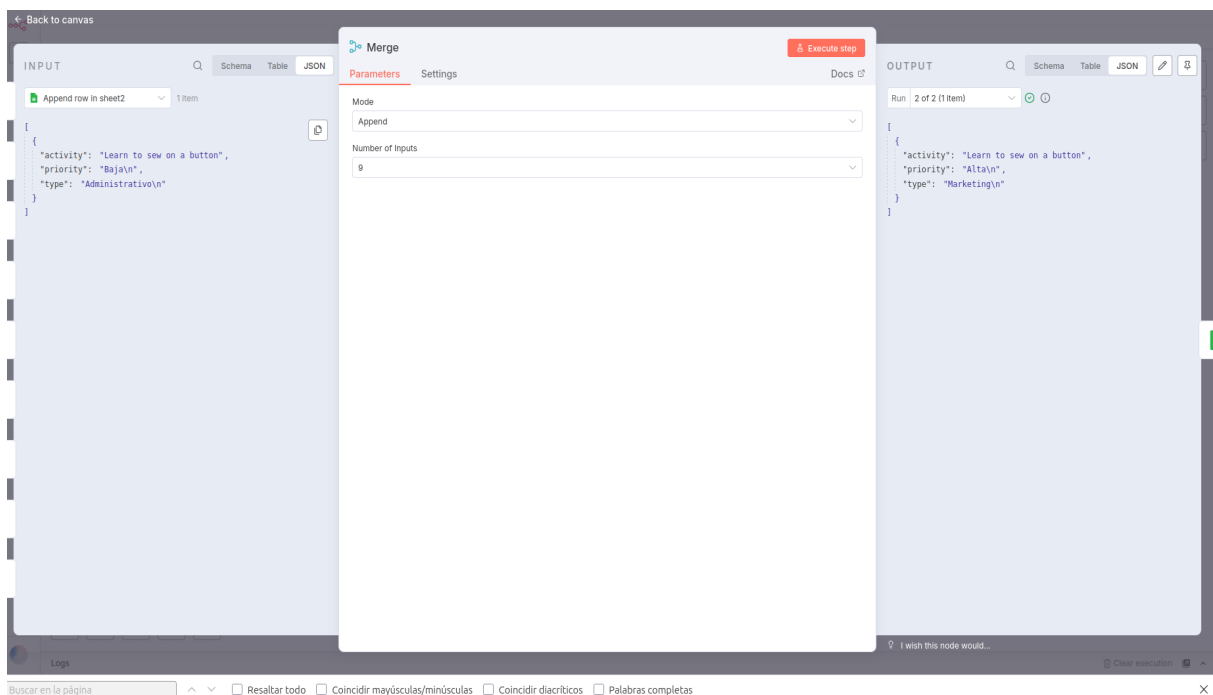 ← Back to canvas
INPUT
Schema Table JSON
Append row in sheet2
1 item
[
{
"activity": "Learn to sew on a button",
"priority": "Baja\n",
"type": "Administrativo\n"
}
]
Merge
Execute step
Parameters Settings Docs
Mode
Append
Number of Inputs
9
OUTPUT
Schema Table JSON
Run 2 of 2 (1 item)
[
{
"activity": "Learn to sew on a button",
"priority": "Alta\n",
"type": "Marketing\n"
}
]
I wish this node would...
Logs
Clear execution
Buscar en la página
Resaltar todo Coincidir mayúsculas/minúsculas Coincidir diacríticos Palabras completas